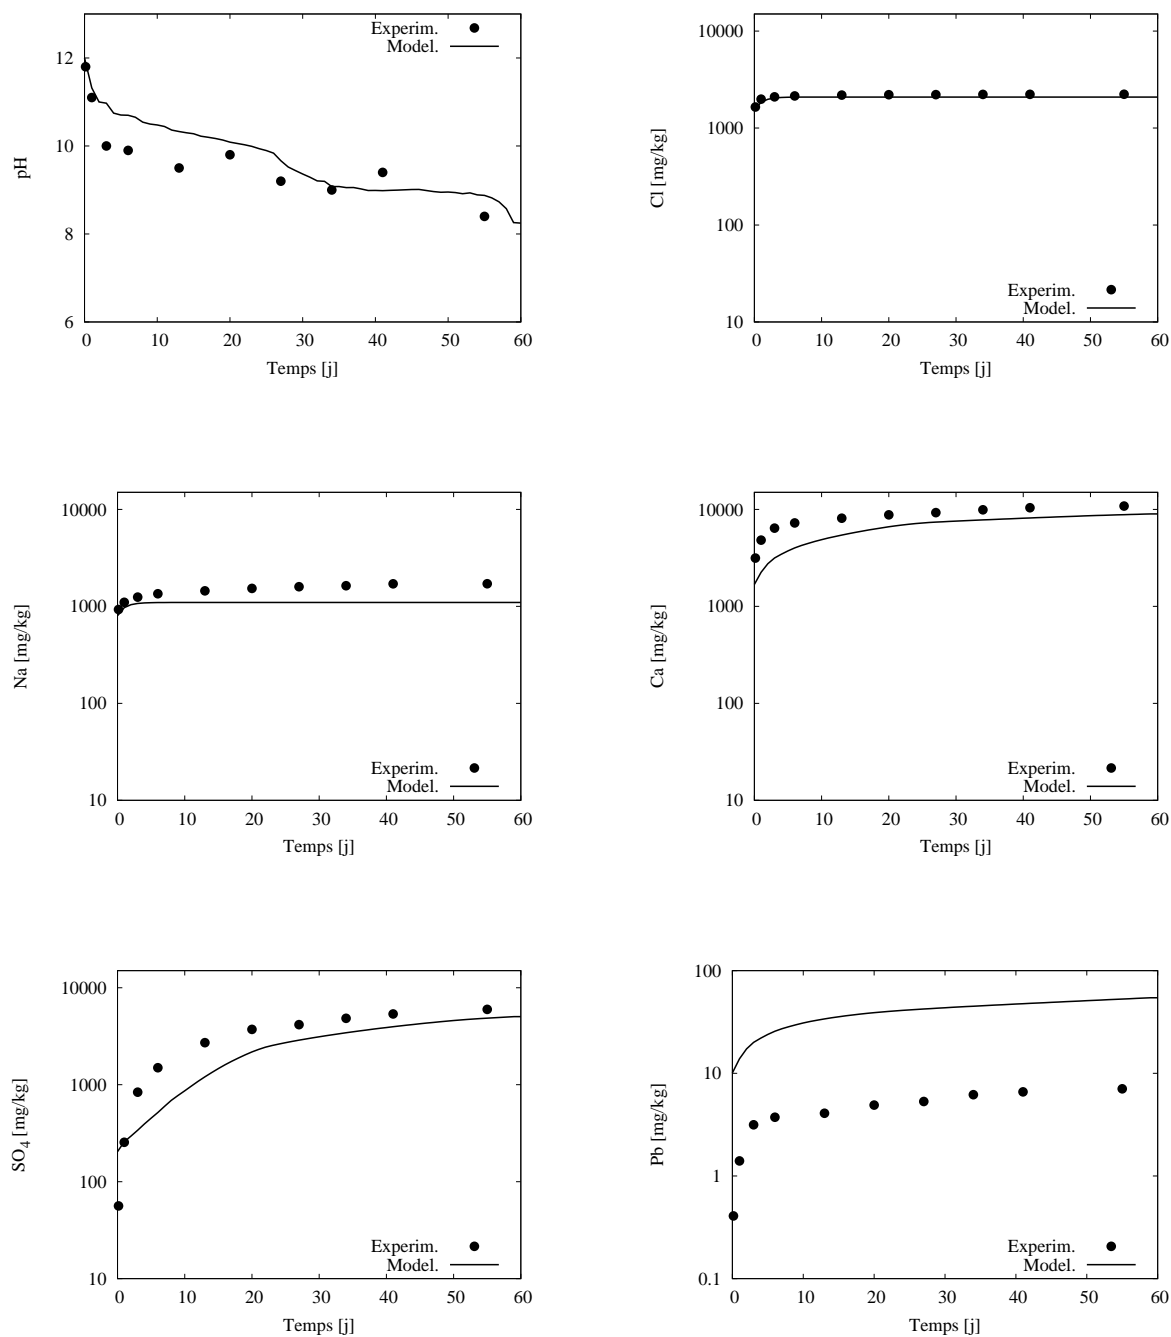 Experim.
Model.
12
10
8
6
pH
0 10 20 30 40 50 60
Temps [j]
10000
1000
100
10
Cl [mg/kg]
Experim.
Model.
0 10 20 30 40 50 60
Temps [j]
10000
1000
100
10
Na [mg/kg]
Experim.
Model.
0 10 20 30 40 50 60
Temps [j]
10000
1000
100
10
Ca [mg/kg]
Experim.
Model.
0 10 20 30 40 50 60
Temps [j]
10000
1000
100
10
SO4 [mg/kg]
Experim.
Model.
0 10 20 30 40 50 60
Temps [j]
100
10
1
0.1
Pb [mg/kg]
Experim.
Model.
0 10 20 30 40 50 60
Temps [j]